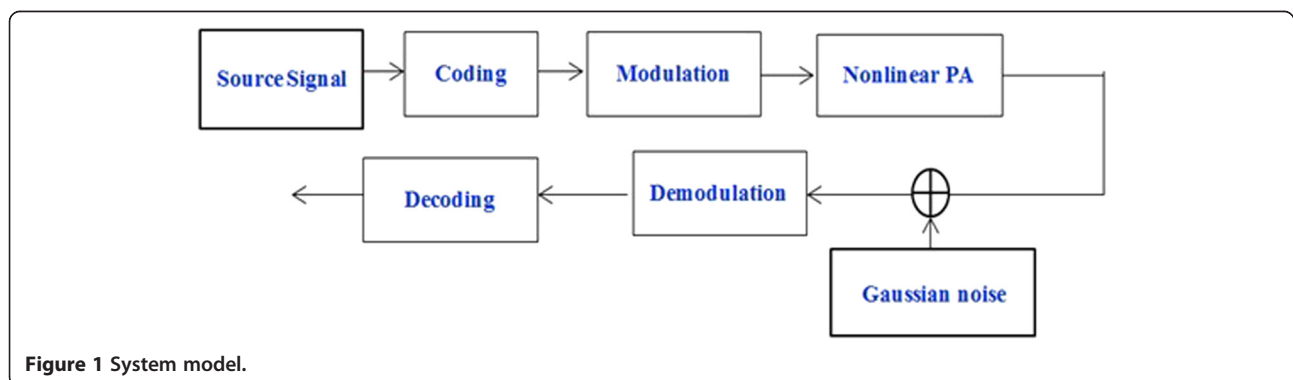 Source Signal
Coding
Modulation
Nonlinear PA
Decoding
Demodulation
Gaussian noise
Figure 1 System model.